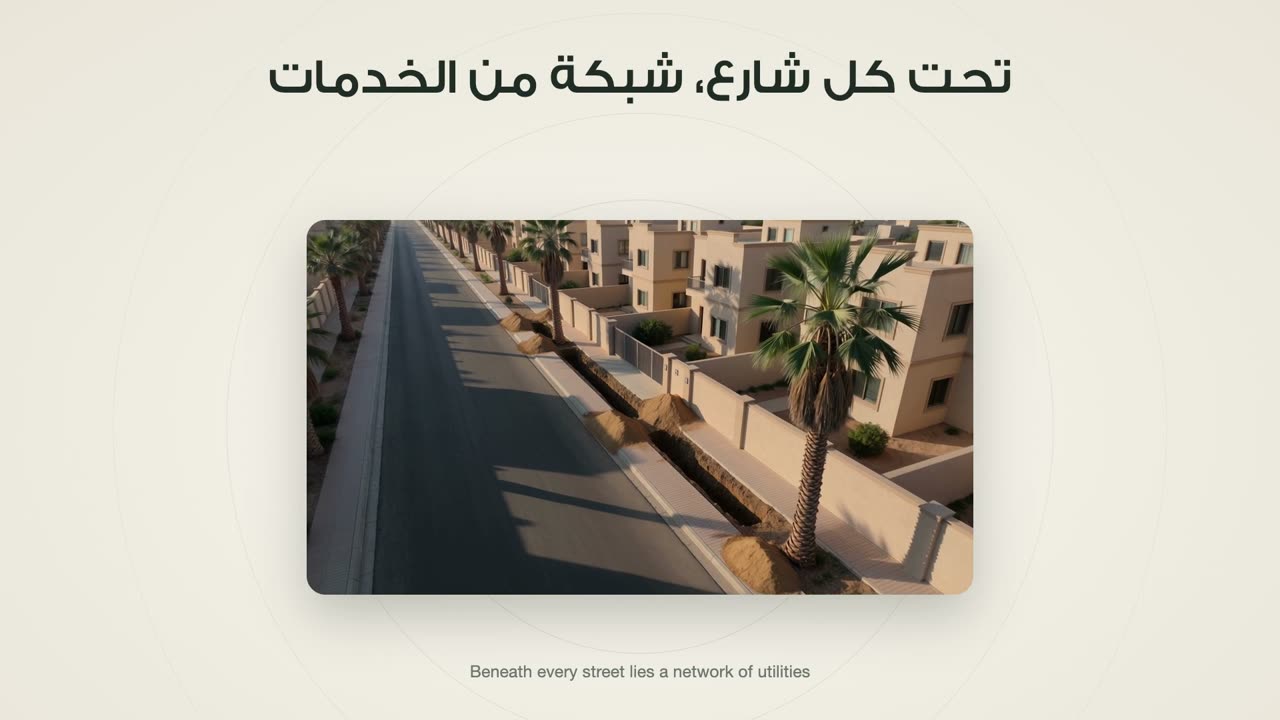 تحت كل شارع، شبكة من الخدمات
Beneath every street lies a network of utilities